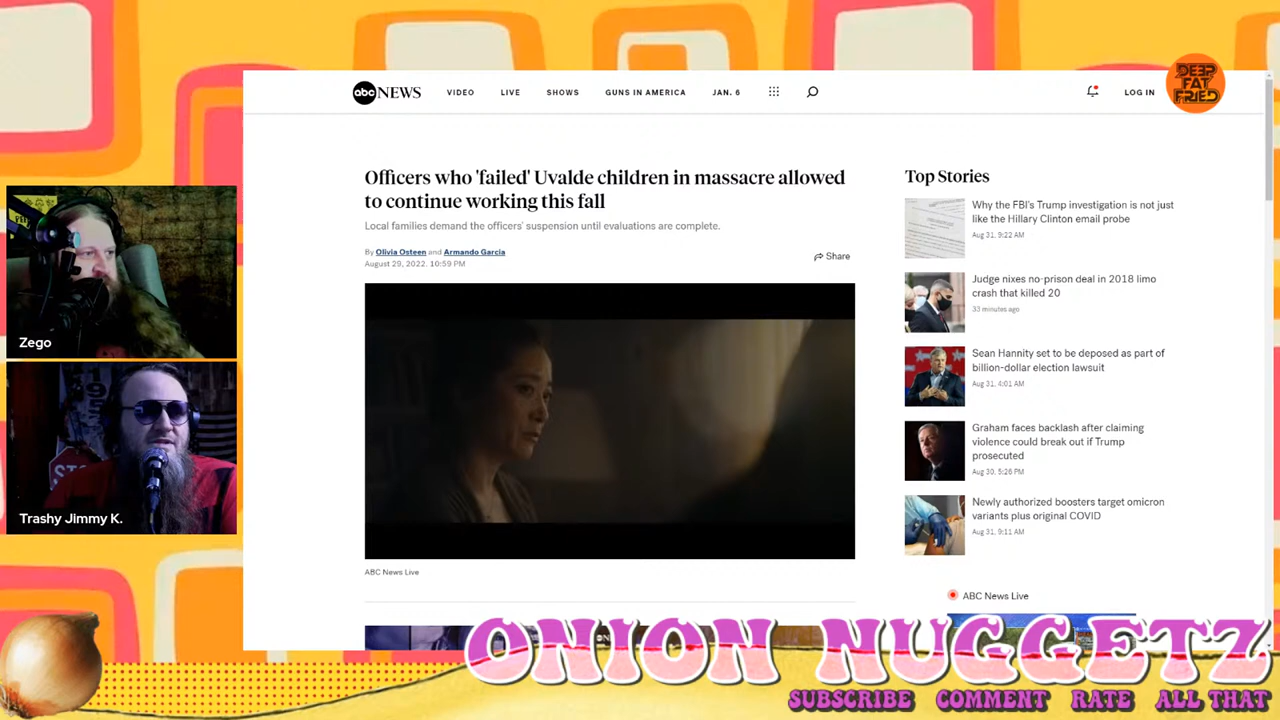 abc NEWS VIDEO LIVE SHOWS GUNS IN AMERICA JAN. 6 LOG IN
DEEP
FAT
FRIED
Officers who 'failed' Uvalde children in massacre allowed
to continue working this fall
Local families demand the officers' suspension until evaluations are complete.
By Olivia Osteen and Armando Garcia
August 29, 2022, 10:59 PM
Share
ABC News Live
Top Stories
Why the FBI's Trump investigation is not just
like the Hillary Clinton email probe
Aug 31, 9:22 AM
Judge nixes no-prison deal in 2018 limo
crash that killed 20
33 minutes ago
Sean Hannity set to be deposed as part of
billion-dollar election lawsuit
Aug 31, 4:01 AM
Graham faces backlash after claiming
violence could break out if Trump
prosecuted
Aug 30, 5:26 PM
Newly authorized boosters target omicron
variants plus original COVID
Aug 31, 9:11 AM
ABC News Live
Zego
Trashy Jimmy K.
ONION NUGGETZ
SUBSCRIBE COMMENT RATE ALL THAT